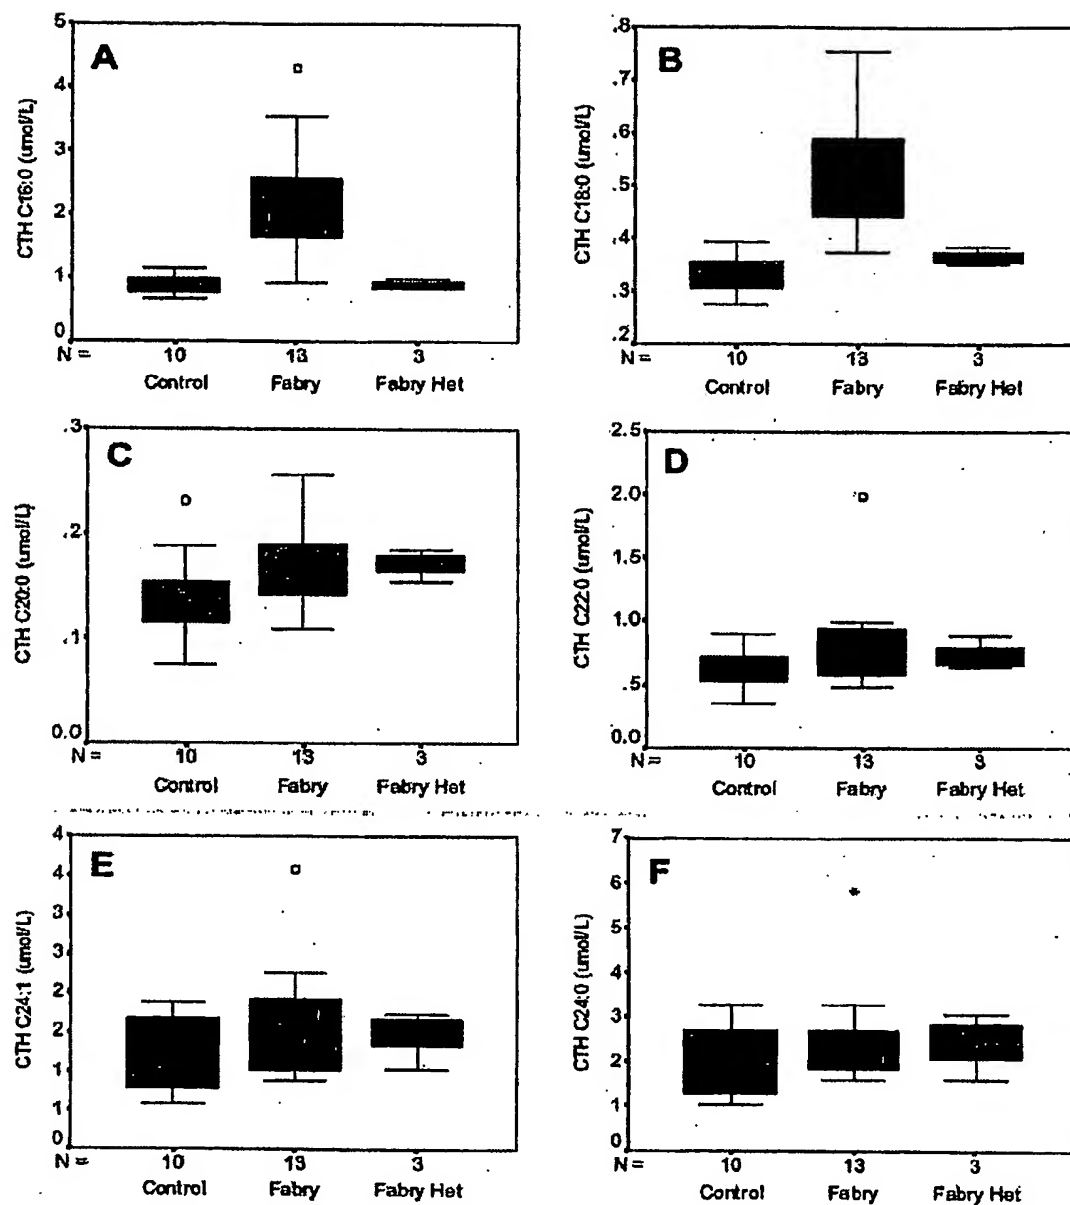 A
CTH C16:0 (umol/L)
5
4
3
2
1
0
N = 10 13 3
Control Fabry Fabry Het
B
CTH C18:0 (umol/L)
.8
.7
.6
.5
.4
.3
.2
N = 10 13 3
Control Fabry Fabry Het
C
CTH C20:0 (umol/L)
.3
.2
.1
0.0
N = 10 13 3
Control Fabry Fabry Het
D
CTH C22:0 (umol/L)
2.5
2.0
1.5
1.0
.5
0.0
N = 10 13 3
Control Fabry Fabry Het
E
CTH C24:1 (umol/L)
4
4
3
3
2
2
1
1
0
N = 10 13 3
Control Fabry Fabry Het
F
CTH C24:0 (umol/L)
7
6
5
4
3
2
1
0
N = 10 13 3
Control Fabry Fabry Het